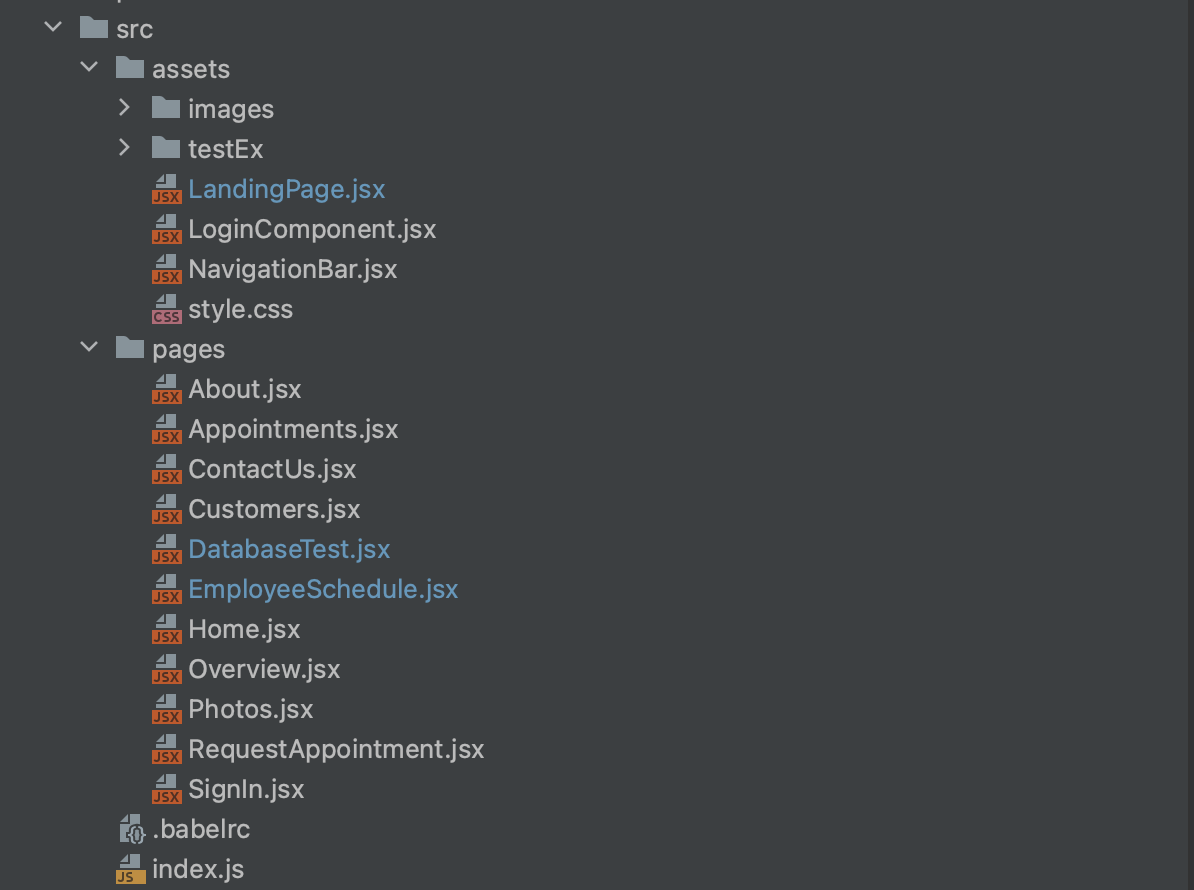 src
assets
images
testEx
JSX LandingPage.jsx
JSX LoginComponent.jsx
JSX NavigationBar.jsx
CSS style.css
pages
JSX About.jsx
JSX Appointments.jsx
JSX ContactUs.jsx
JSX Customers.jsx
JSX DatabaseTest.jsx
JSX EmployeeSchedule.jsx
JSX Home.jsx
JSX Overview.jsx
JSX Photos.jsx
JSX RequestAppointment.jsx
JSX SignIn.jsx
{} .babelrc
JS index.js